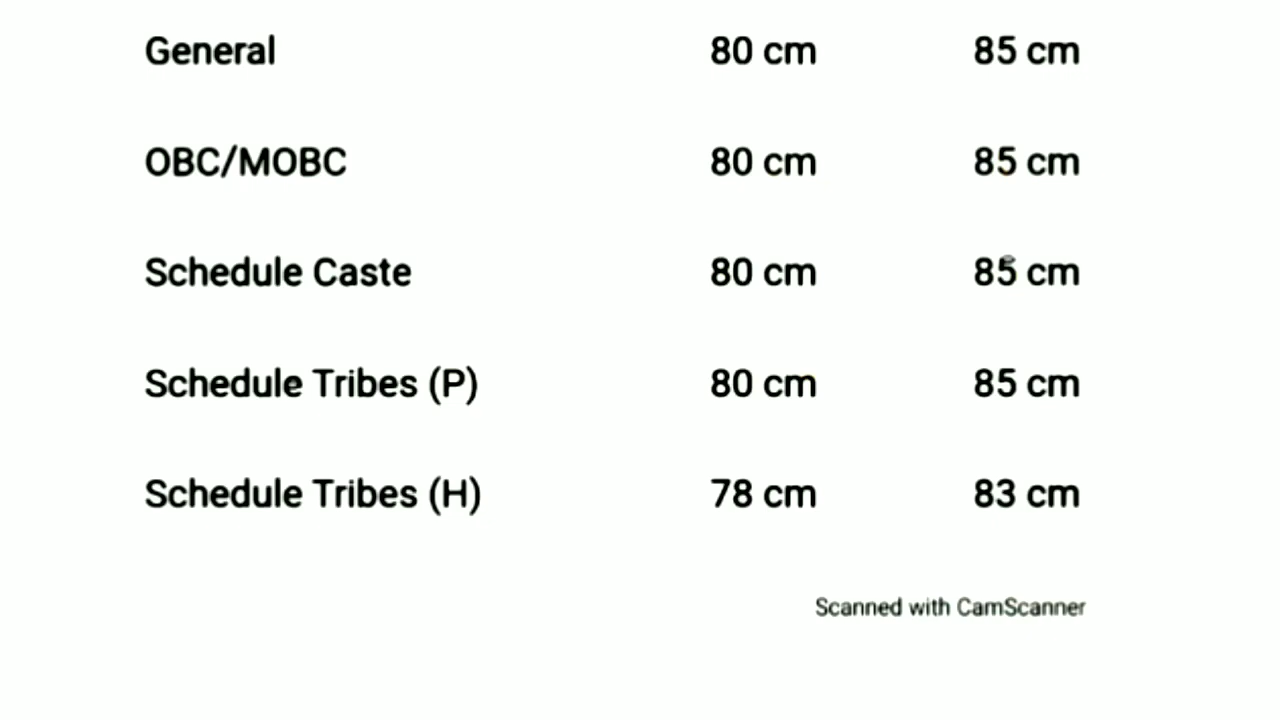 General 80 cm 85 cm
OBC/MOBC 80 cm 85 cm
Schedule Caste 80 cm 85 cm
Schedule Tribes (P) 80 cm 85 cm
Schedule Tribes (H) 78 cm 83 cm
Scanned with CamScanner